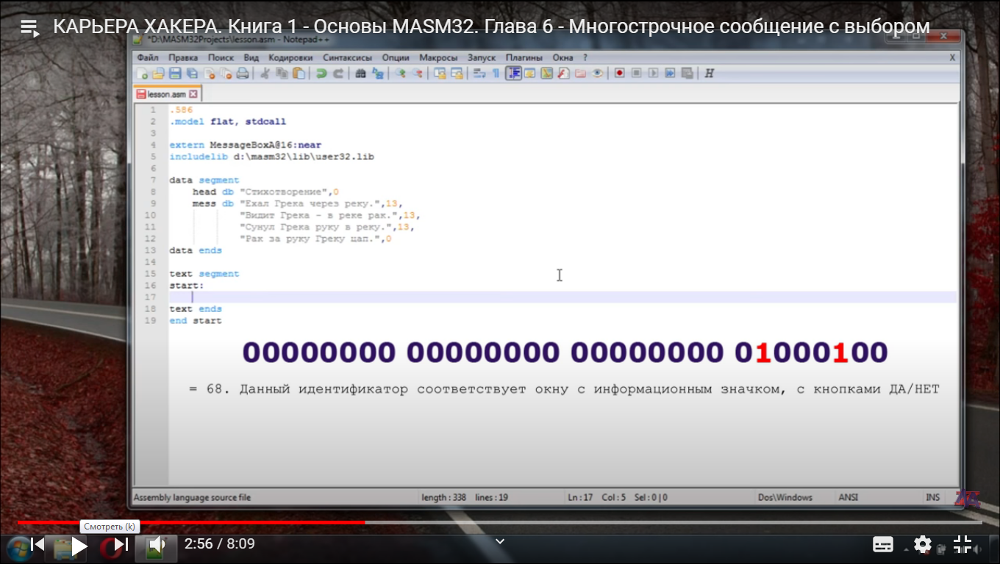 КАРЬЕРА ХАКЕРА. Книга 1 - Основы MASM32. Глава 6 - Многострочное сообщение с выбором
*D:\MASM32Projects\lesson.asm - Notepad++
Файл Правка Поиск Вид Кодировки Синтаксисы Опции Макросы Запуск Плагины Окна ? X
lesson.asm
1 .586
2 .model flat, stdcall
3
4 extern MessageBoxA@16:near
5 includelib d:\masm32\lib\user32.lib
6
7 data segment
8 head db "Стихотворение",0
9 mess db "Ехал Грека через реку.",13,
10 "Видит Грека - в реке рак.",13,
11 "Сунул Грека руку в реку.",13,
12 "Рак за руку Греку цап.",0
13 data ends
14
15 text segment
16 start:
17
18 text ends
19 end start
00000000 00000000 00000000 01000100
= 68. Данный идентификатор соответствует окну с информационным значком, с кнопками ДА/НЕТ
Assembly language source file length : 338 lines : 19 Ln : 17 Col : 5 Sel : 0 | 0 Dos\Windows ANSI INS
Смотреть (k)
2:56 / 8:09